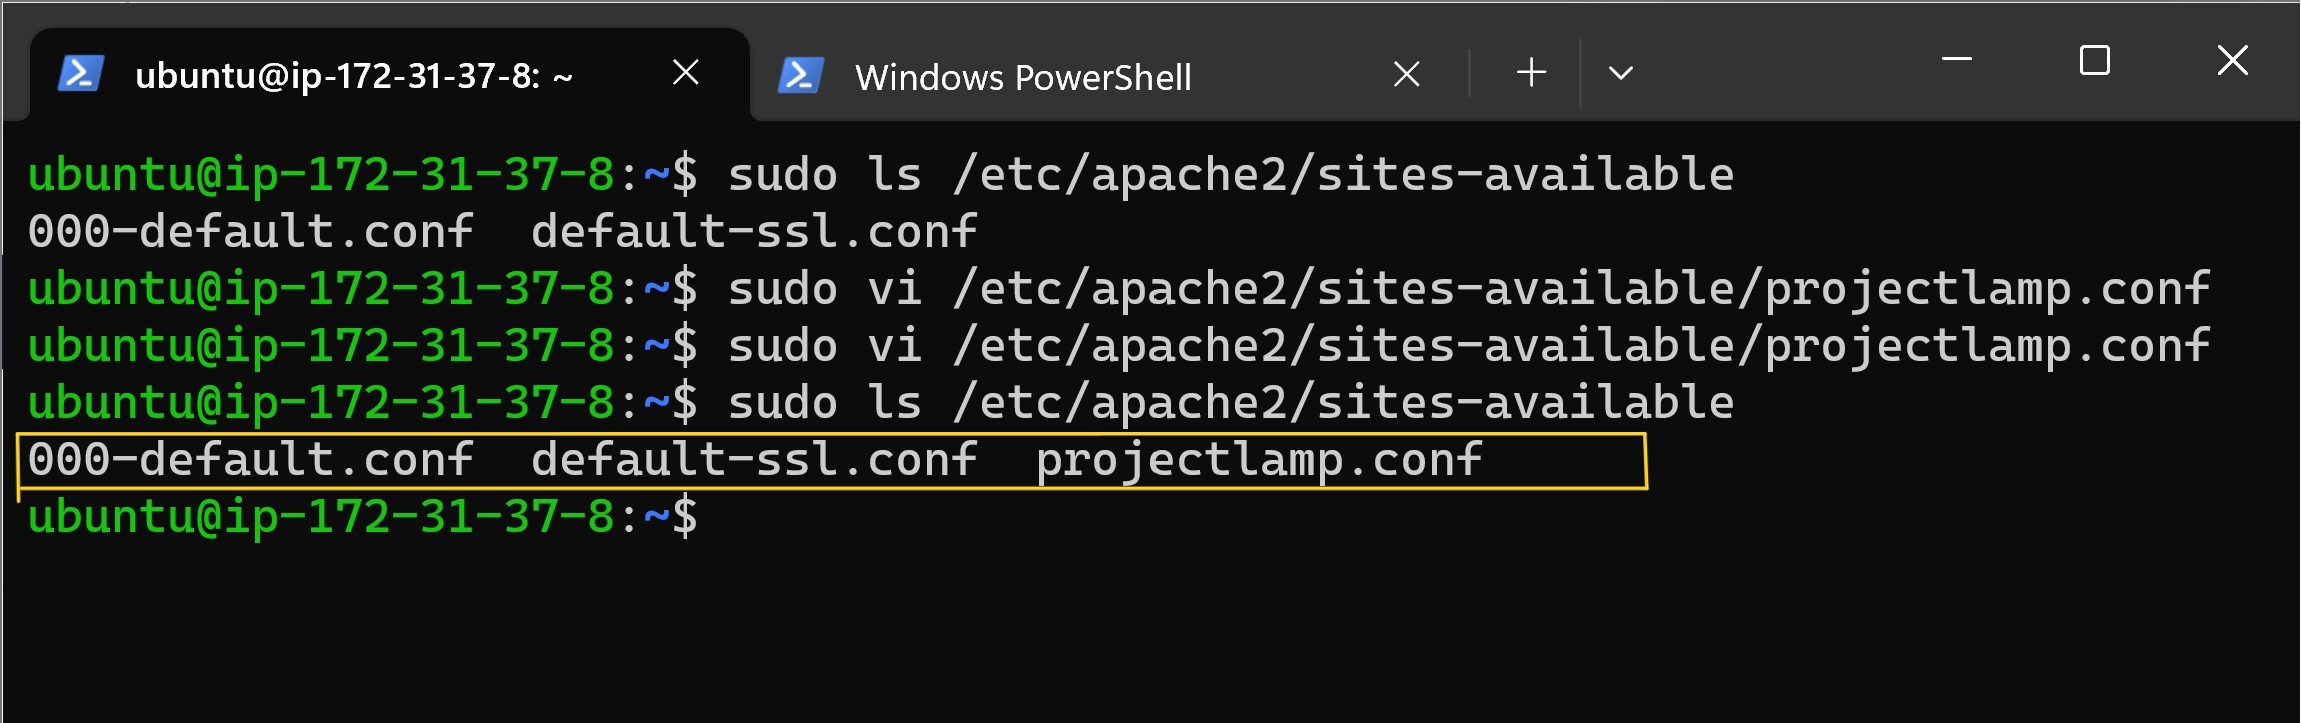 ubuntu@ip-172-31-37-8: ~ Windows PowerShell
ubuntu@ip-172-31-37-8:~$ sudo ls /etc/apache2/sites-available
000-default.conf  default-ssl.conf
ubuntu@ip-172-31-37-8:~$ sudo vi /etc/apache2/sites-available/projectlamp.conf
ubuntu@ip-172-31-37-8:~$ sudo vi /etc/apache2/sites-available/projectlamp.conf
ubuntu@ip-172-31-37-8:~$ sudo ls /etc/apache2/sites-available
000-default.conf  default-ssl.conf  projectlamp.conf
ubuntu@ip-172-31-37-8:~$